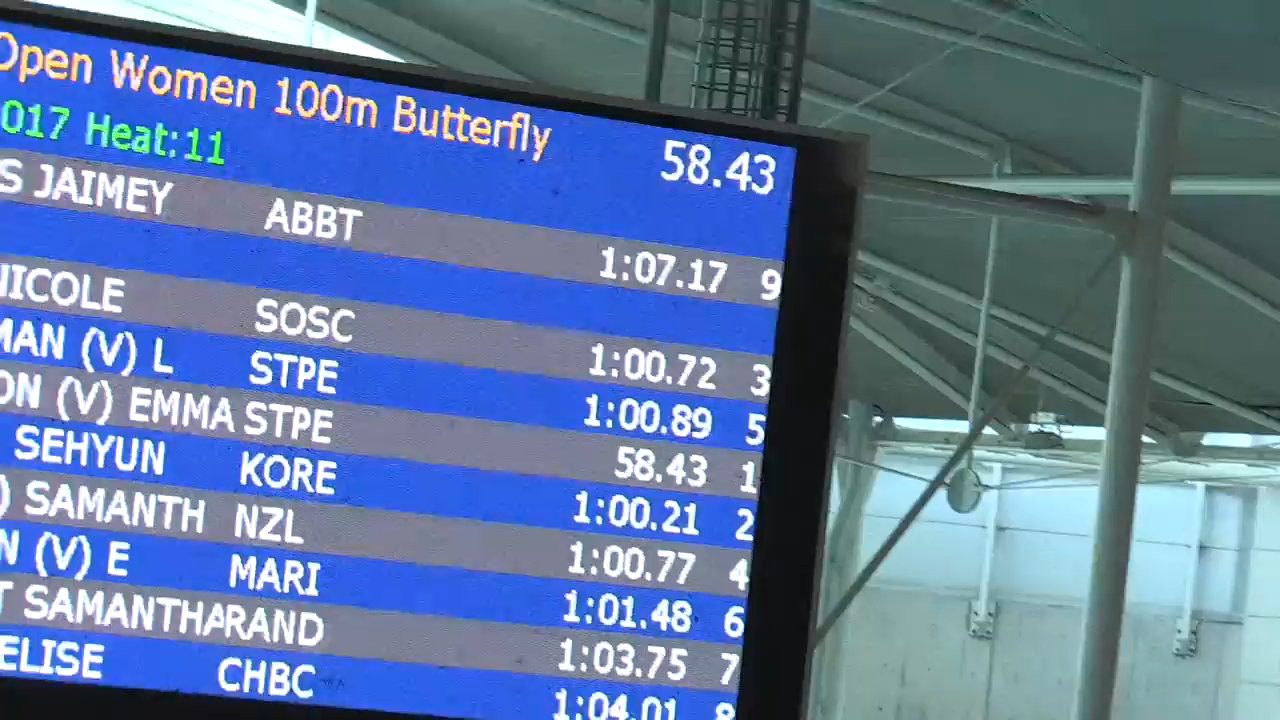 Open Women 100m Butterfly 58.43
017 Heat:11
S JAIMEY ABBT 1:07.17 9
NICOLE SOSC 1:00.72 3
MAN (V) L STPE 1:00.89 5
ON (V) EMMA STPE 58.43 1
SEHYUN KORE 1:00.21 2
) SAMANTH NZL 1:00.77 4
N (V) E MARI 1:01.48 6
T SAMANTHA RAND 1:03.75 7
ELISE CHBC 1:04.01 8